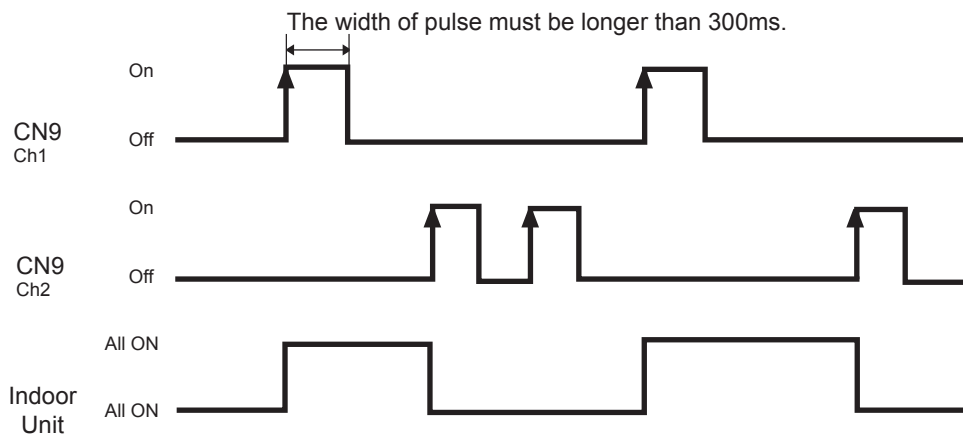 The width of pulse must be longer than 300ms.
On
CN9
Ch1
Off
On
CN9
Ch2
Off
All ON
Indoor
Unit
All ON